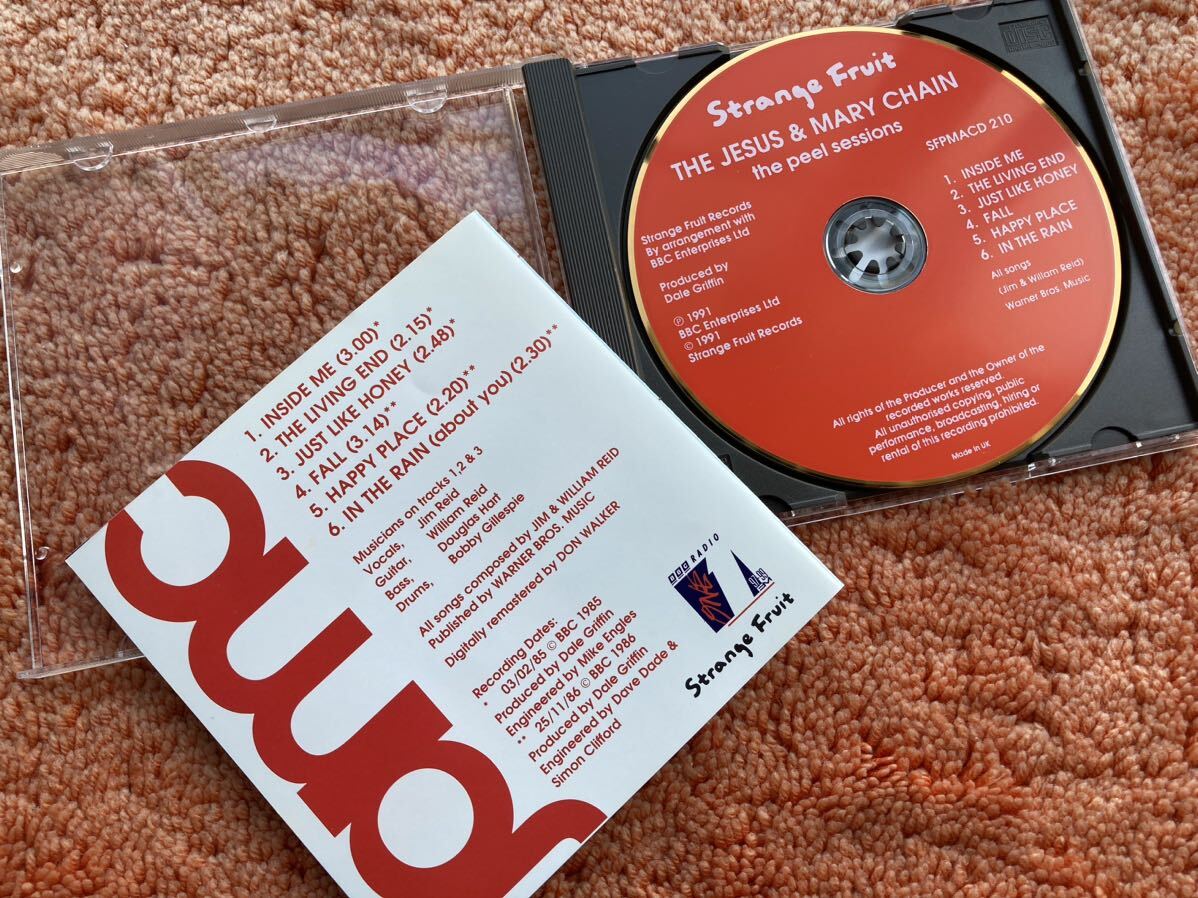 Strange Fruit
THE JESUS & MARY CHAIN
the peel sessions
SFPMACD 210
1. INSIDE ME
2. THE LIVING END
3. JUST LIKE HONEY
4. FALL
5. HAPPY PLACE
6. IN THE RAIN
All songs
(Jim & Willam Reid)
Warner Bros. Music
Strange Fruit Records
By arrangement with
BBC Enterprises Ltd
Produced by
Dale Griffin
℗ 1991
BBC Enterprises Ltd
© 1991
Strange Fruit Records
All rights of the Producer and the Owner of the
recorded works reserved.
All unauthorised copying, public
performance, broadcasting, hiring or
rental of this recording prohibited.
Made in UK
1. INSIDE ME (3.00)*
2. THE LIVING END (2.15)*
3. JUST LIKE HONEY (2.48)*
4. FALL (3.14)**
5. HAPPY PLACE (2.20)**
6. IN THE RAIN (about you) (2.30)**
Musicians on tracks 1,2 & 3
Vocals, Jim Reid
Guitar, William Reid
Bass, Douglas Hart
Drums, Bobby Gillespie
All songs composed by JIM & WILLIAM REID
Published by WARNER BROS. MUSIC
Digitally remastered by DON WALKER
Recording Dates:
* 03/02/85 © BBC 1985
Produced by Dale Griffin
Engineered by Mike Engles
** 25/11/86 © BBC 1986
Produced by Dale Griffin
Engineered by Dave Dade &
Simon Clifford
BBC RADIO
97-99 FM
Strange Fruit